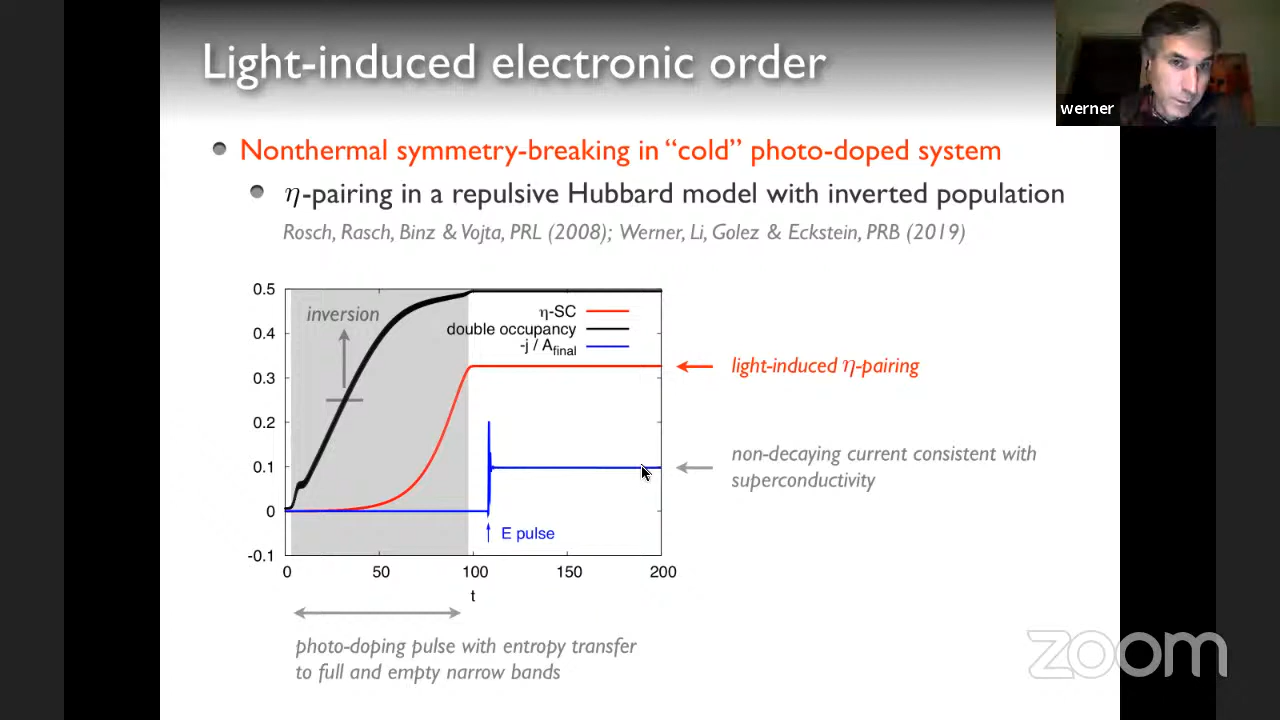 Light-induced electronic order
werner
Nonthermal symmetry-breaking in “cold” photo-doped system
η-pairing in a repulsive Hubbard model with inverted population
Rosch, Rasch, Binz & Vojta, PRL (2008); Werner, Li, Golez & Eckstein, PRB (2019)
0.5
0.4
0.3
0.2
0.1
0
-0.1
inversion
η-SC
double occupancy
-j / Afinal
E pulse
0 50 100 150 200
t
light-induced η-pairing
non-decaying current consistent with
superconductivity
photo-doping pulse with entropy transfer
to full and empty narrow bands
zoom